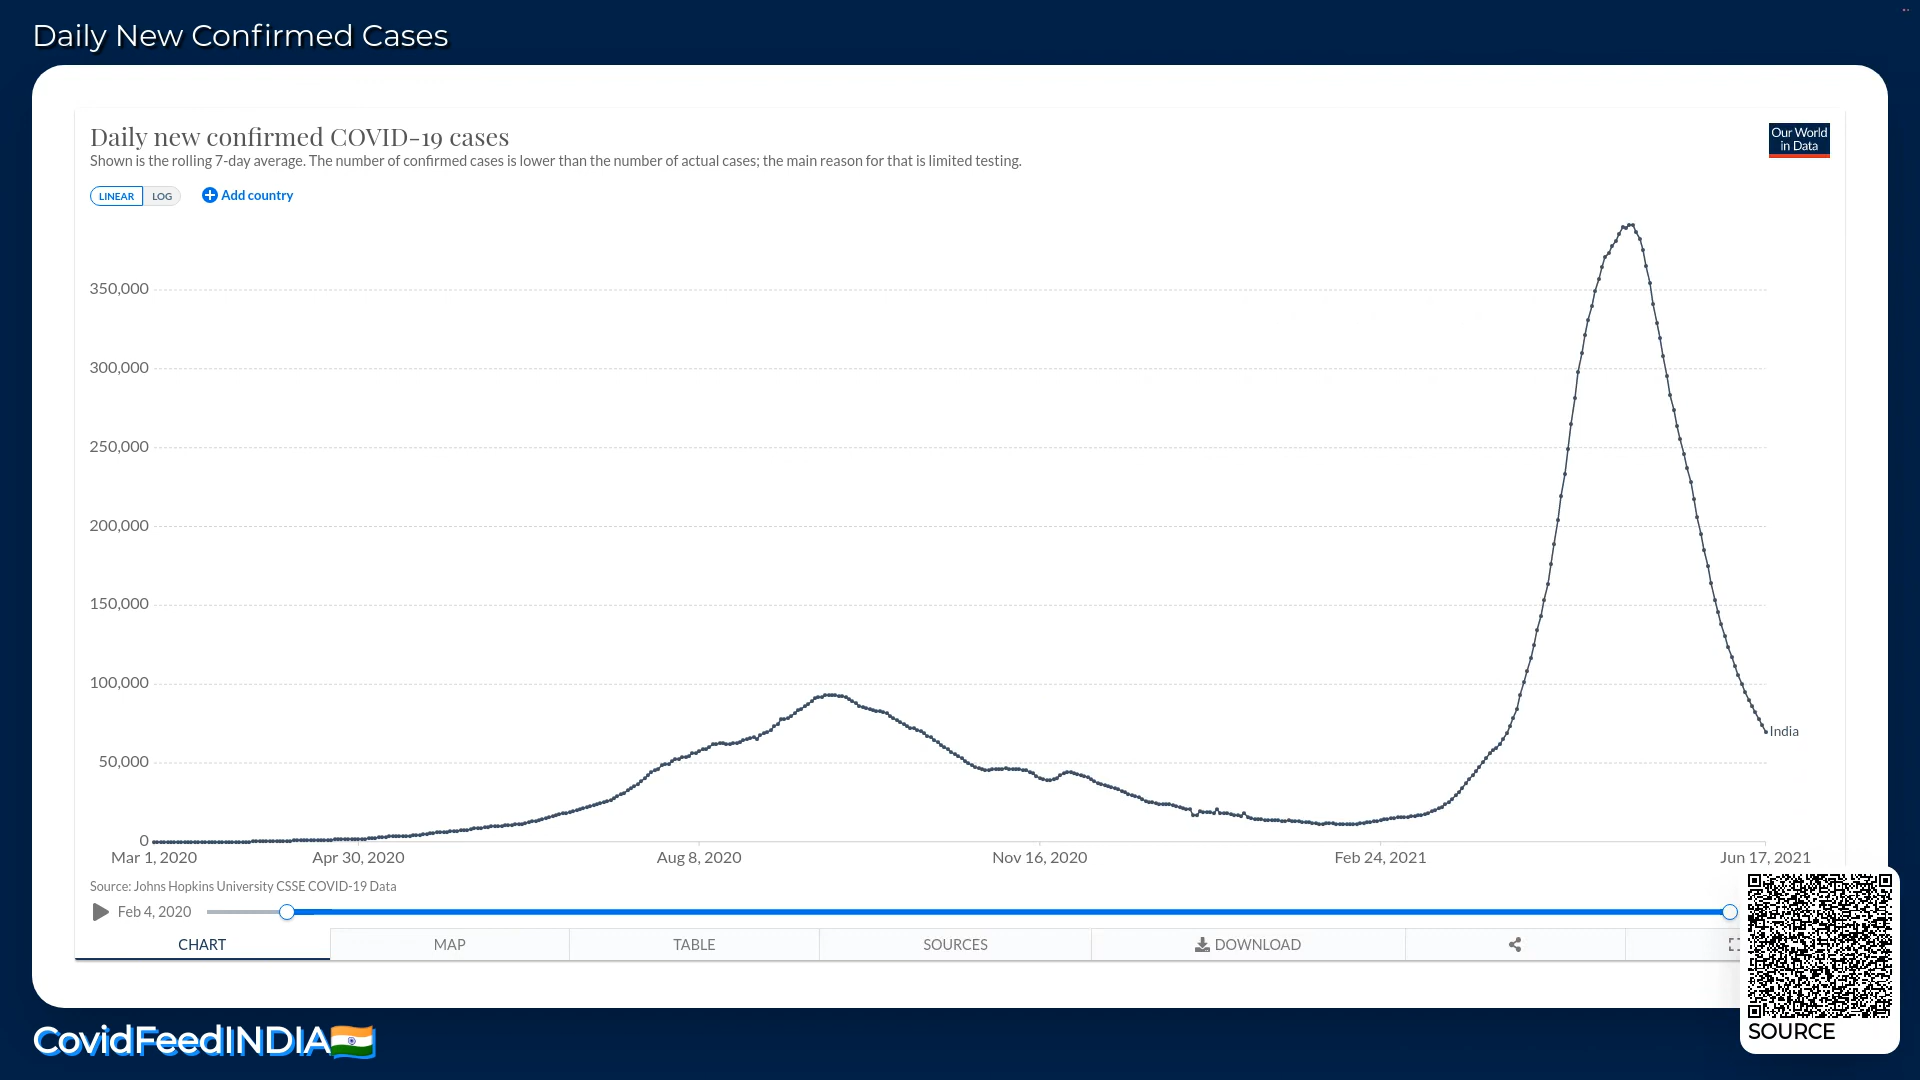 Daily New Confirmed Cases
Daily new confirmed COVID-19 cases
Shown is the rolling 7-day average. The number of confirmed cases is lower than the number of actual cases; the main reason for that is limited testing.
Our World
in Data
LINEAR LOG Add country
350,000
300,000
250,000
200,000
150,000
100,000
50,000
0
India
Mar 1, 2020 Apr 30, 2020 Aug 8, 2020 Nov 16, 2020 Feb 24, 2021 Jun 17, 2021
Source: Johns Hopkins University CSSE COVID-19 Data
Feb 4, 2020
CHART MAP TABLE SOURCES DOWNLOAD
CovidFeedINDIA
SOURCE